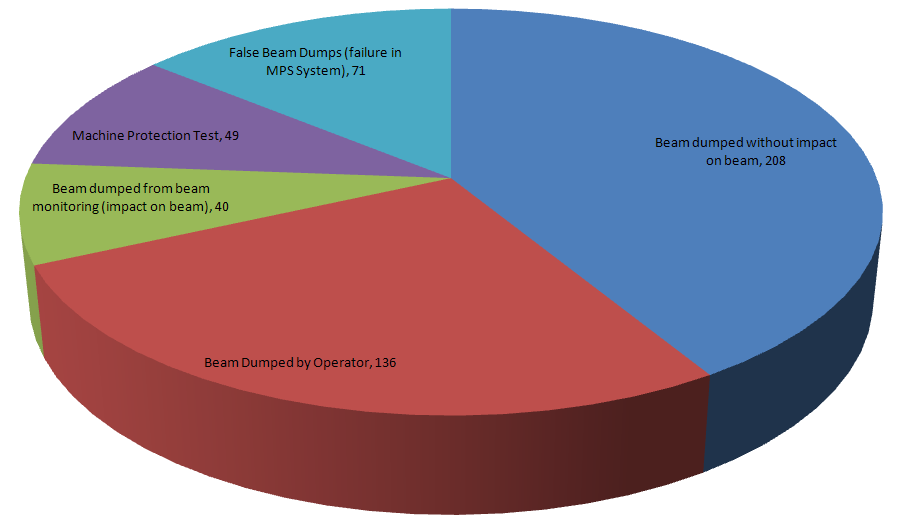 False Beam Dumps (failure in
MPS System), 71
Machine Protection Test, 49
Beam dumped without impact
on beam, 208
Beam dumped from beam
monitoring (impact on beam), 40
Beam Dumped by Operator, 136